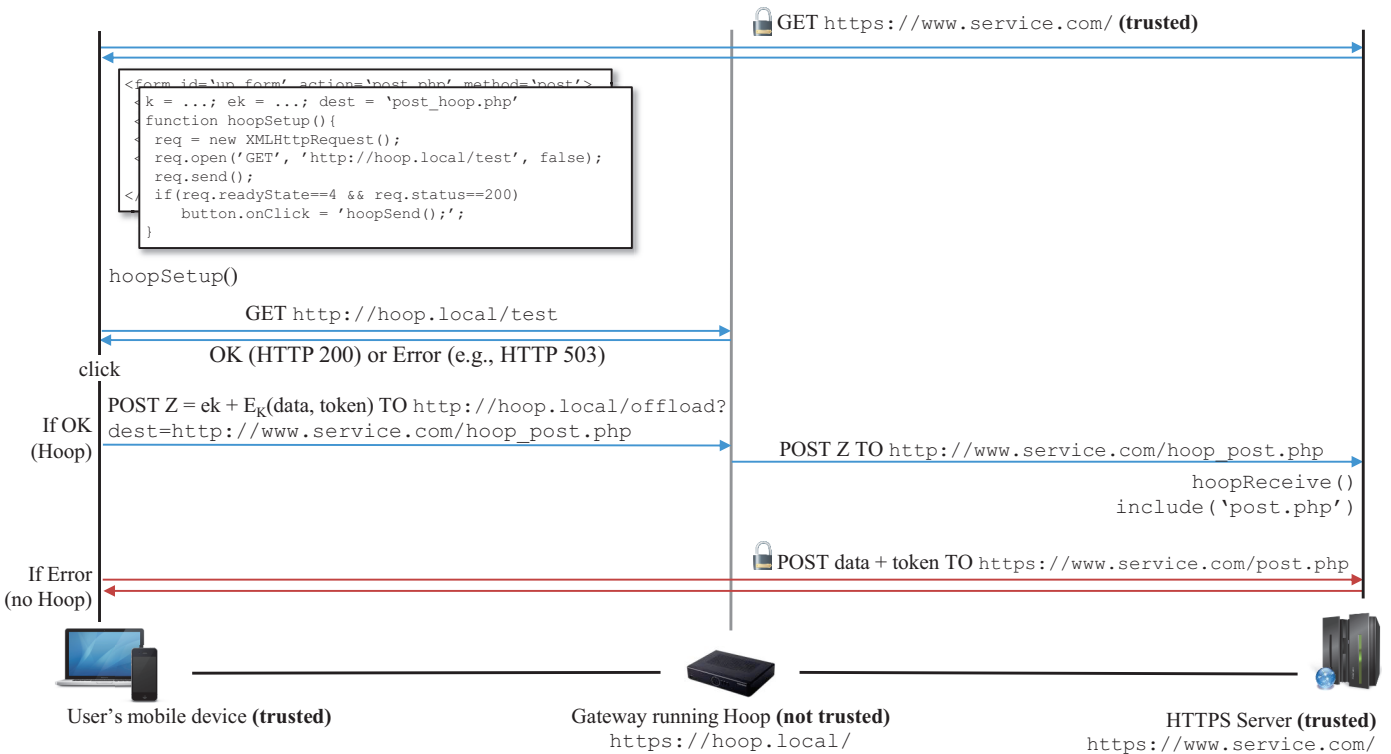 GET https://www.service.com/ (trusted)
<form id=‘up_form’ action=‘post.php’ method=‘post’>
k = ...; ek = ...; dest = ‘post_hoop.php’
function hoopSetup(){
req = new XMLHttpRequest();
req.open(’GET’, ’http://hoop.local/test’, false);
req.send();
</ if(req.readyState==4 && req.status==200)
button.onClick = ’hoopSend();’;
}
hoopSetup()
GET http://hoop.local/test
OK (HTTP 200) or Error (e.g., HTTP 503)
click
POST Z = ek + EK(data, token) TO http://hoop.local/offload?
If OK dest=http://www.service.com/hoop_post.php
(Hoop)
POST Z TO http://www.service.com/hoop_post.php
hoopReceive()
include(‘post.php’)
POST data + token TO https://www.service.com/post.php
If Error
(no Hoop)
User’s mobile device (trusted)
Gateway running Hoop (not trusted)
https://hoop.local/
HTTPS Server (trusted)
https://www.service.com/